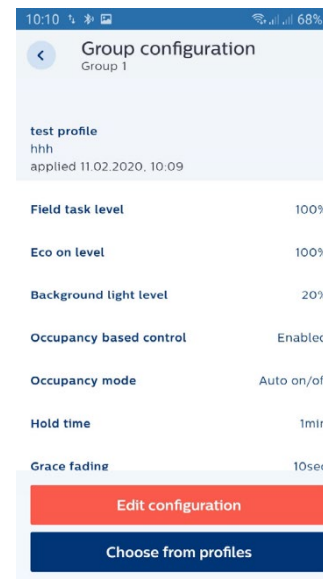 10:10 68%
Group configuration
Group 1
test profile
hhh
applied 11.02.2020, 10:09
Field task level 100%
Eco on level 100%
Background light level 20%
Occupancy based control Enabled
Occupancy mode Auto on/of
Hold time 1min
Grace fading 10sec
Edit configuration
Choose from profiles